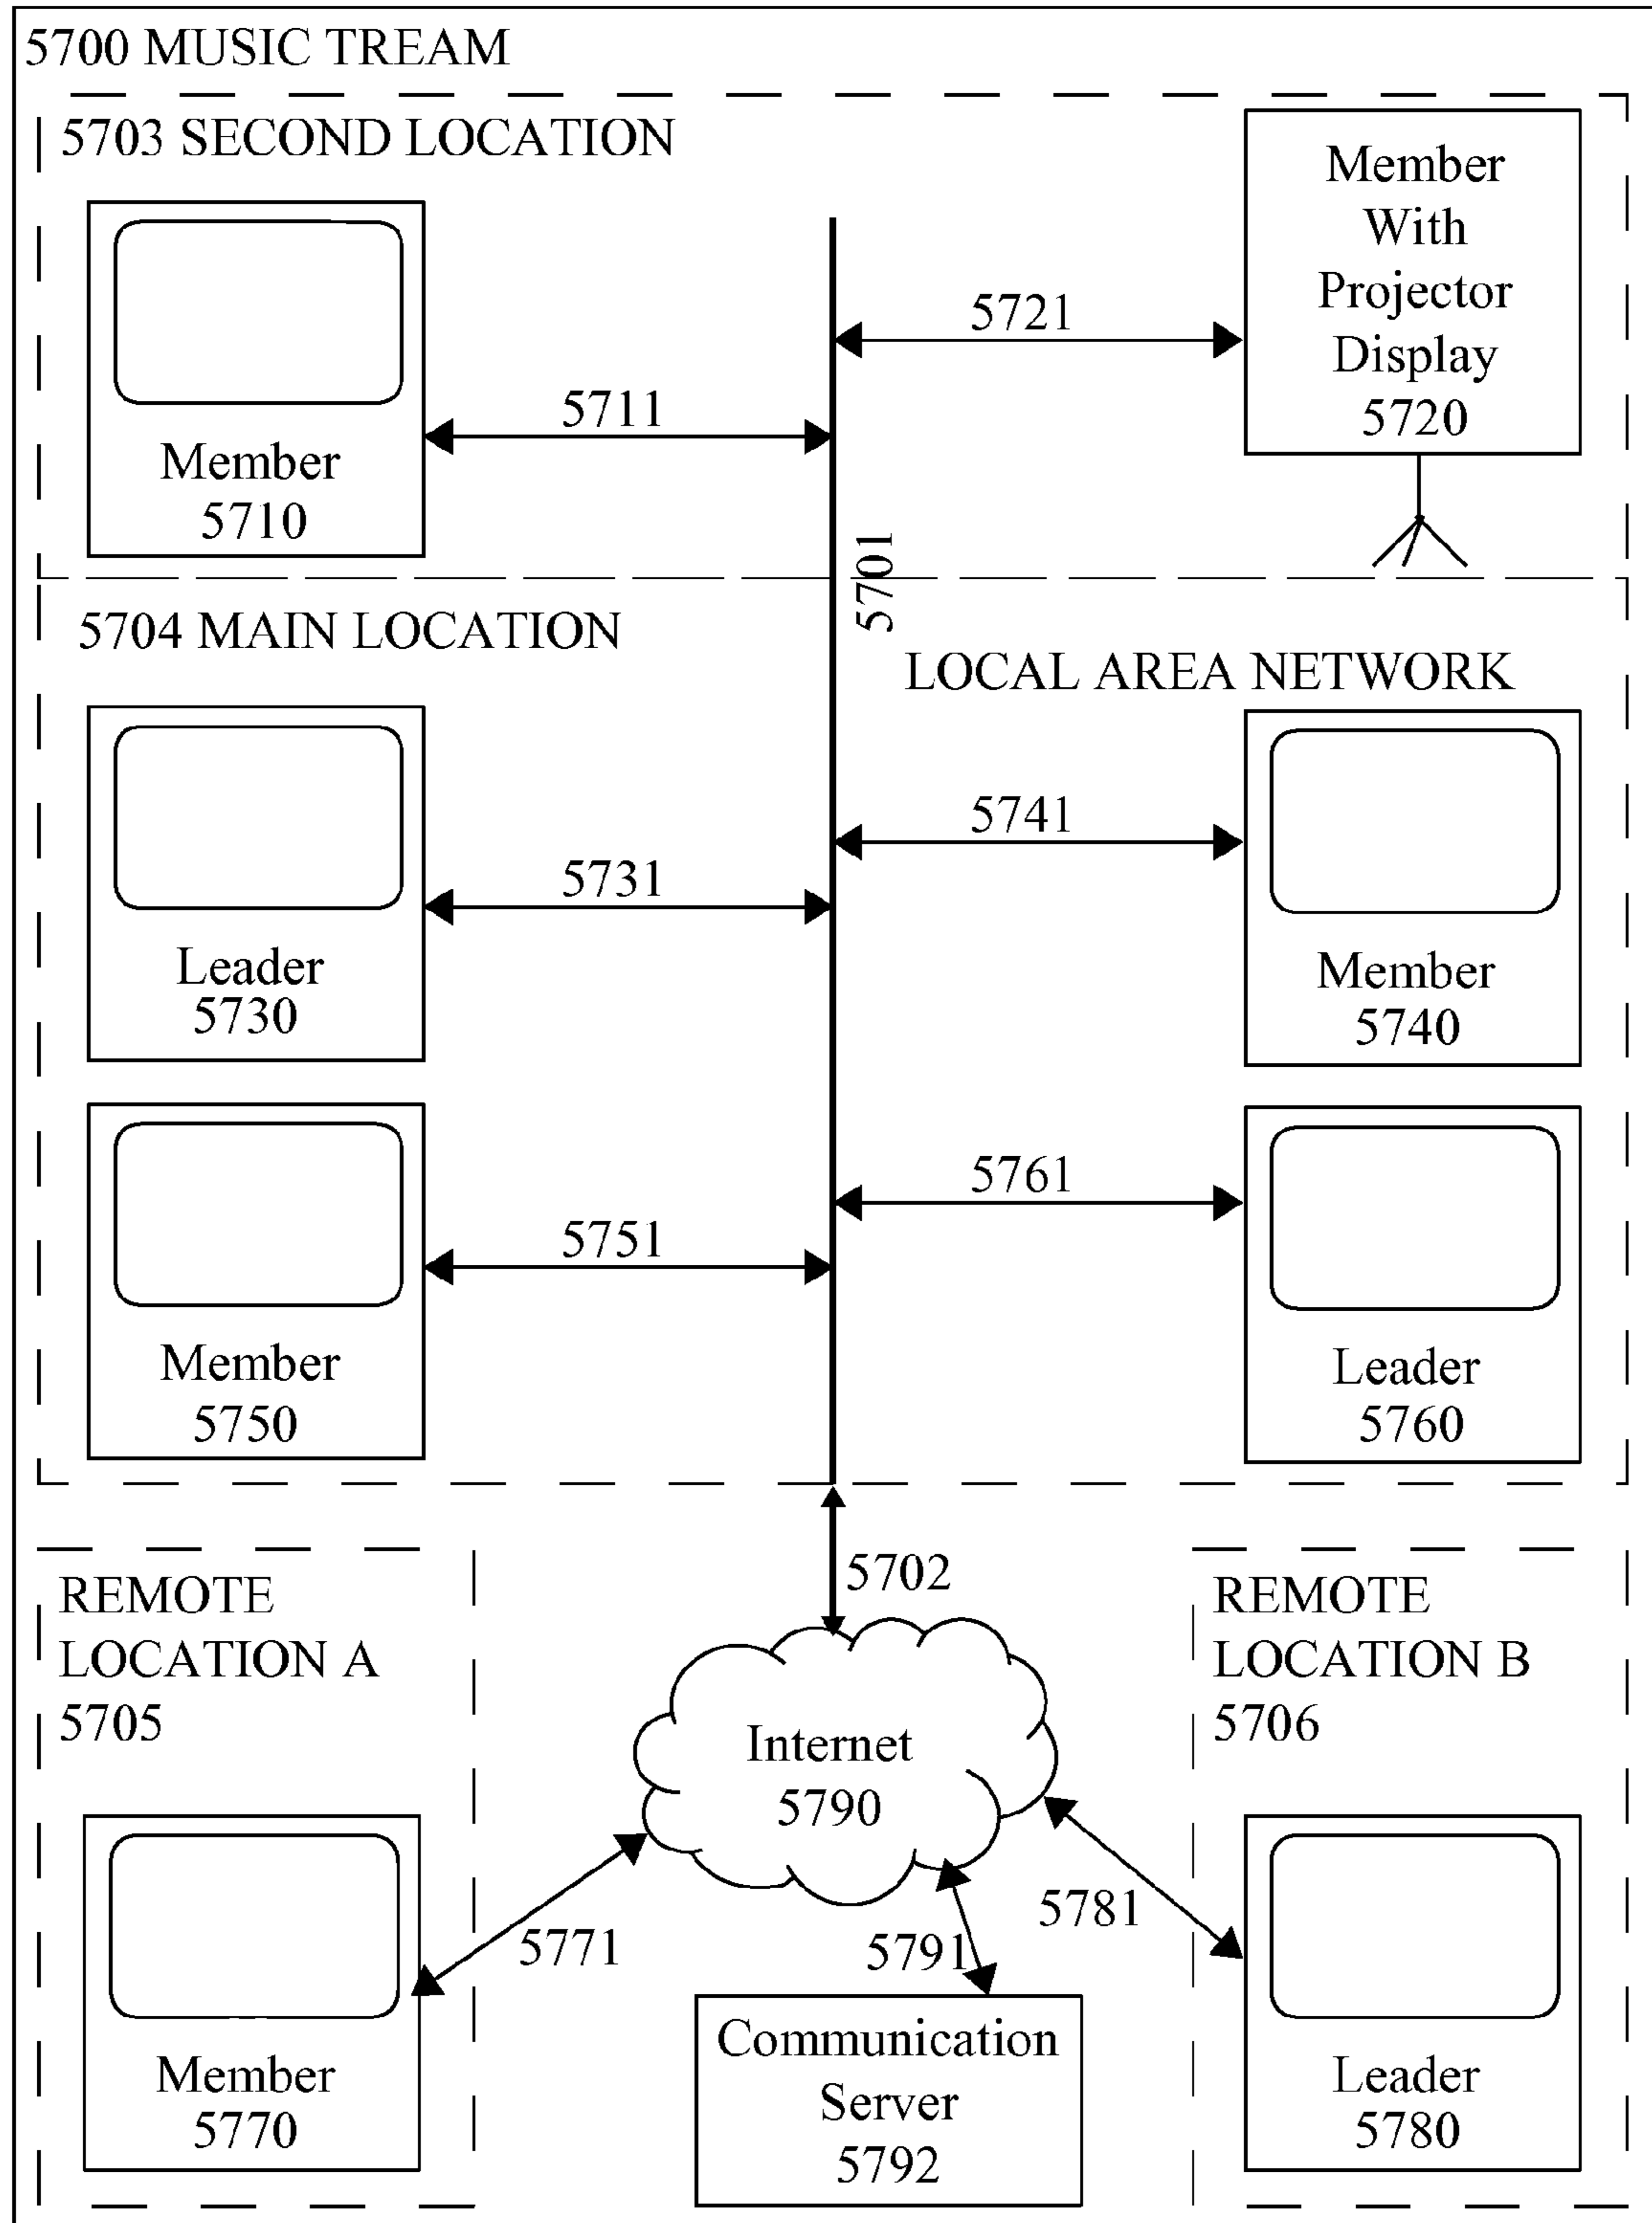 5700 MUSIC TREAM
5703 SECOND LOCATION
Member
With
Projector
Display
5720
5721
5711
Member
5710
5701
5704 MAIN LOCATION
LOCAL AREA NETWORK
5741
5731
Leader
5730
Member
5740
5761
5751
Member
5750
Leader
5760
5702
REMOTE
LOCATION A
5705
REMOTE
LOCATION B
5706
Internet
5790
5771
5791
5781
Member
5770
Communication
Server
5792
Leader
5780